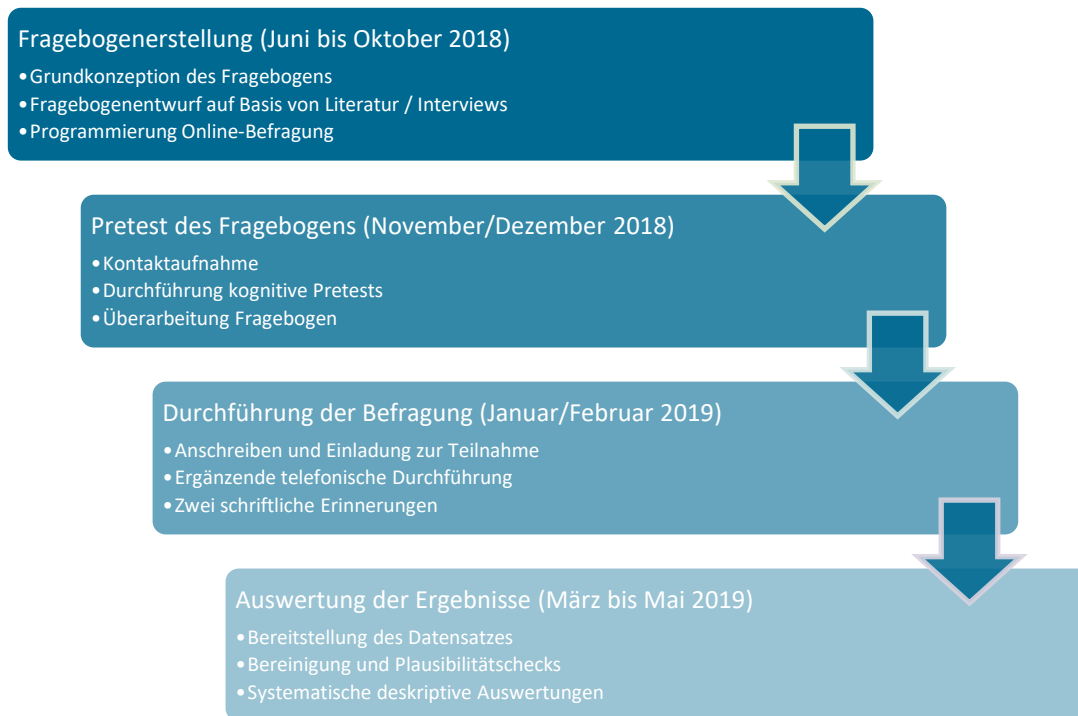 Fragebogenerstellung (Juni bis Oktober 2018)
•Grundkonzeption des Fragebogens
•Fragebogenentwurf auf Basis von Literatur / Interviews
•Programmierung Online-Befragung
Pretest des Fragebogens (November/Dezember 2018)
•Kontaktaufnahme
•Durchführung kognitive Pretests
•Überarbeitung Fragebogen
Durchführung der Befragung (Januar/Februar 2019)
•Anschreiben und Einladung zur Teilnahme
•Ergänzende telefonische Durchführung
•Zwei schriftliche Erinnerungen
Auswertung der Ergebnisse (März bis Mai 2019)
•Bereitstellung des Datensatzes
•Bereinigung und Plausibilitätschecks
•Systematische deskriptive Auswertungen